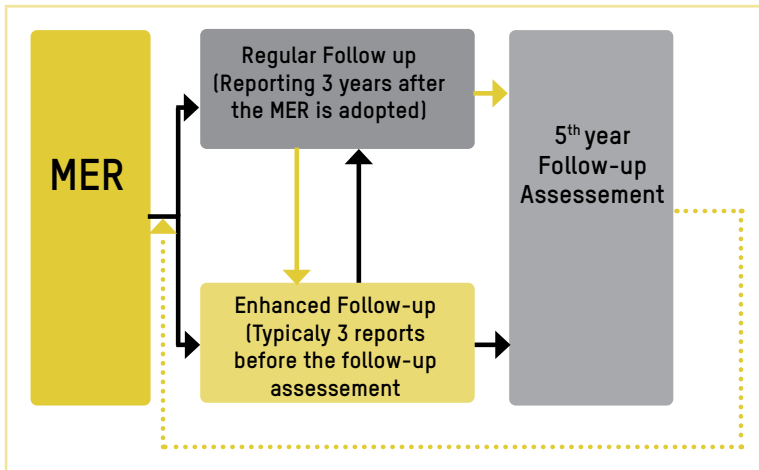 MER
Regular Follow up
(Reporting 3 years after
the MER is adopted)
Enhanced Follow-up
(Typicaly 3 reports
before the follow-up
assessement
5th year
Follow-up
Assessement